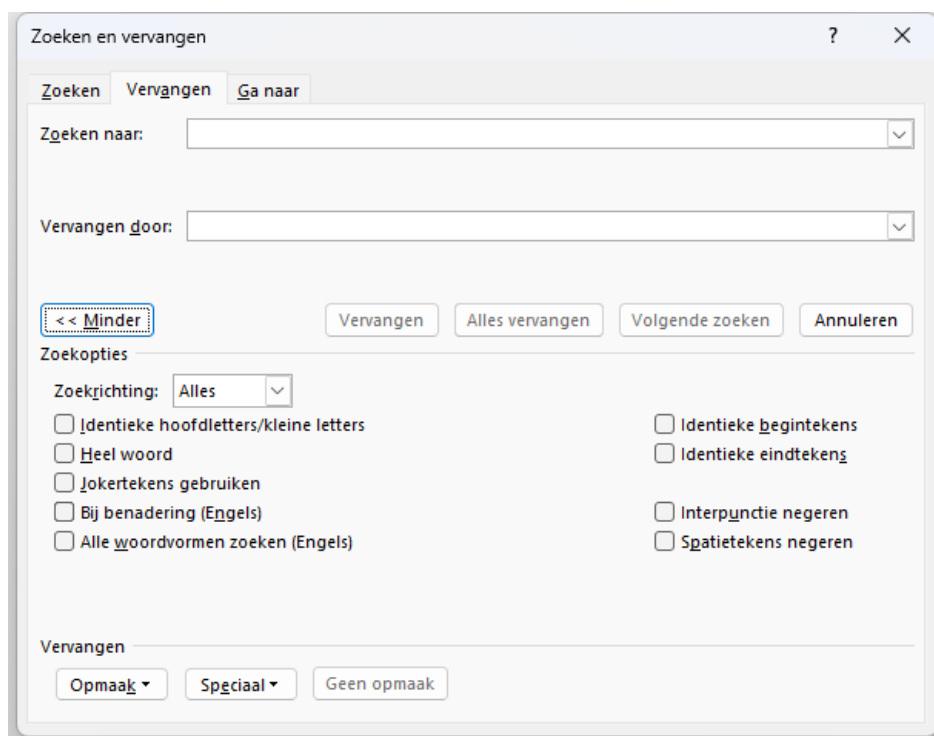 Zoeken en vervangen ?
Zoeken Vervangen Ga naar
Zoeken naar:
Vervangen door:
<< Minder Vervangen Alles vervangen Volgende zoeken Annuleren
Zoekopties
Zoekrichting: Alles
Identieke hoofdletters/kleine letters Identieke begintekens
Heel woord Identieke eindtekens
Jokertekens gebruiken
Bij benadering (Engels) Interpunctie negeren
Alle woordvormen zoeken (Engels) Spatietekens negeren
Vervangen
Opmaak Speciaal Geen opmaak